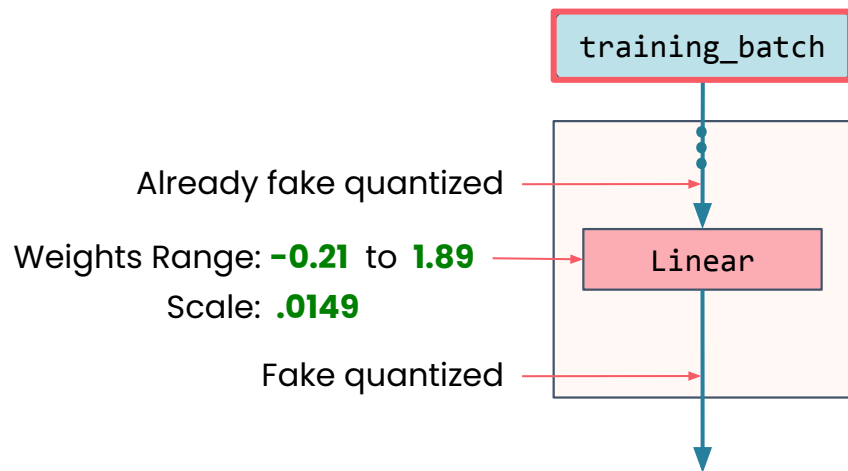 training_batch
Already fake quantized
Weights Range: -0.21 to 1.89
Linear
Scale: .0149
Fake quantized